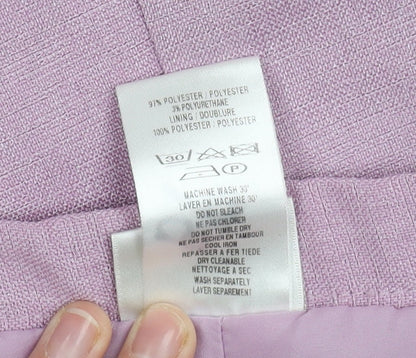 97% POLYESTER / POLYESTER
3% POLYURETHANE
LINING / DOUBLURE
100% POLYESTER / POLYESTER
30 P
MACHINE WASH 30°
LAVER EN MACHINE 30°
DO NOT BLEACH
NE PAS CHLORER
DO NOT TUMBLE DRY
NE PAS SECHER EN TAMBOUR
COOL IRON
REPASSER A FER TIEDE
DRY CLEANABLE
NETTOYAGE A SEC
WASH SEPARATELY
LAVER SEPAREMENT